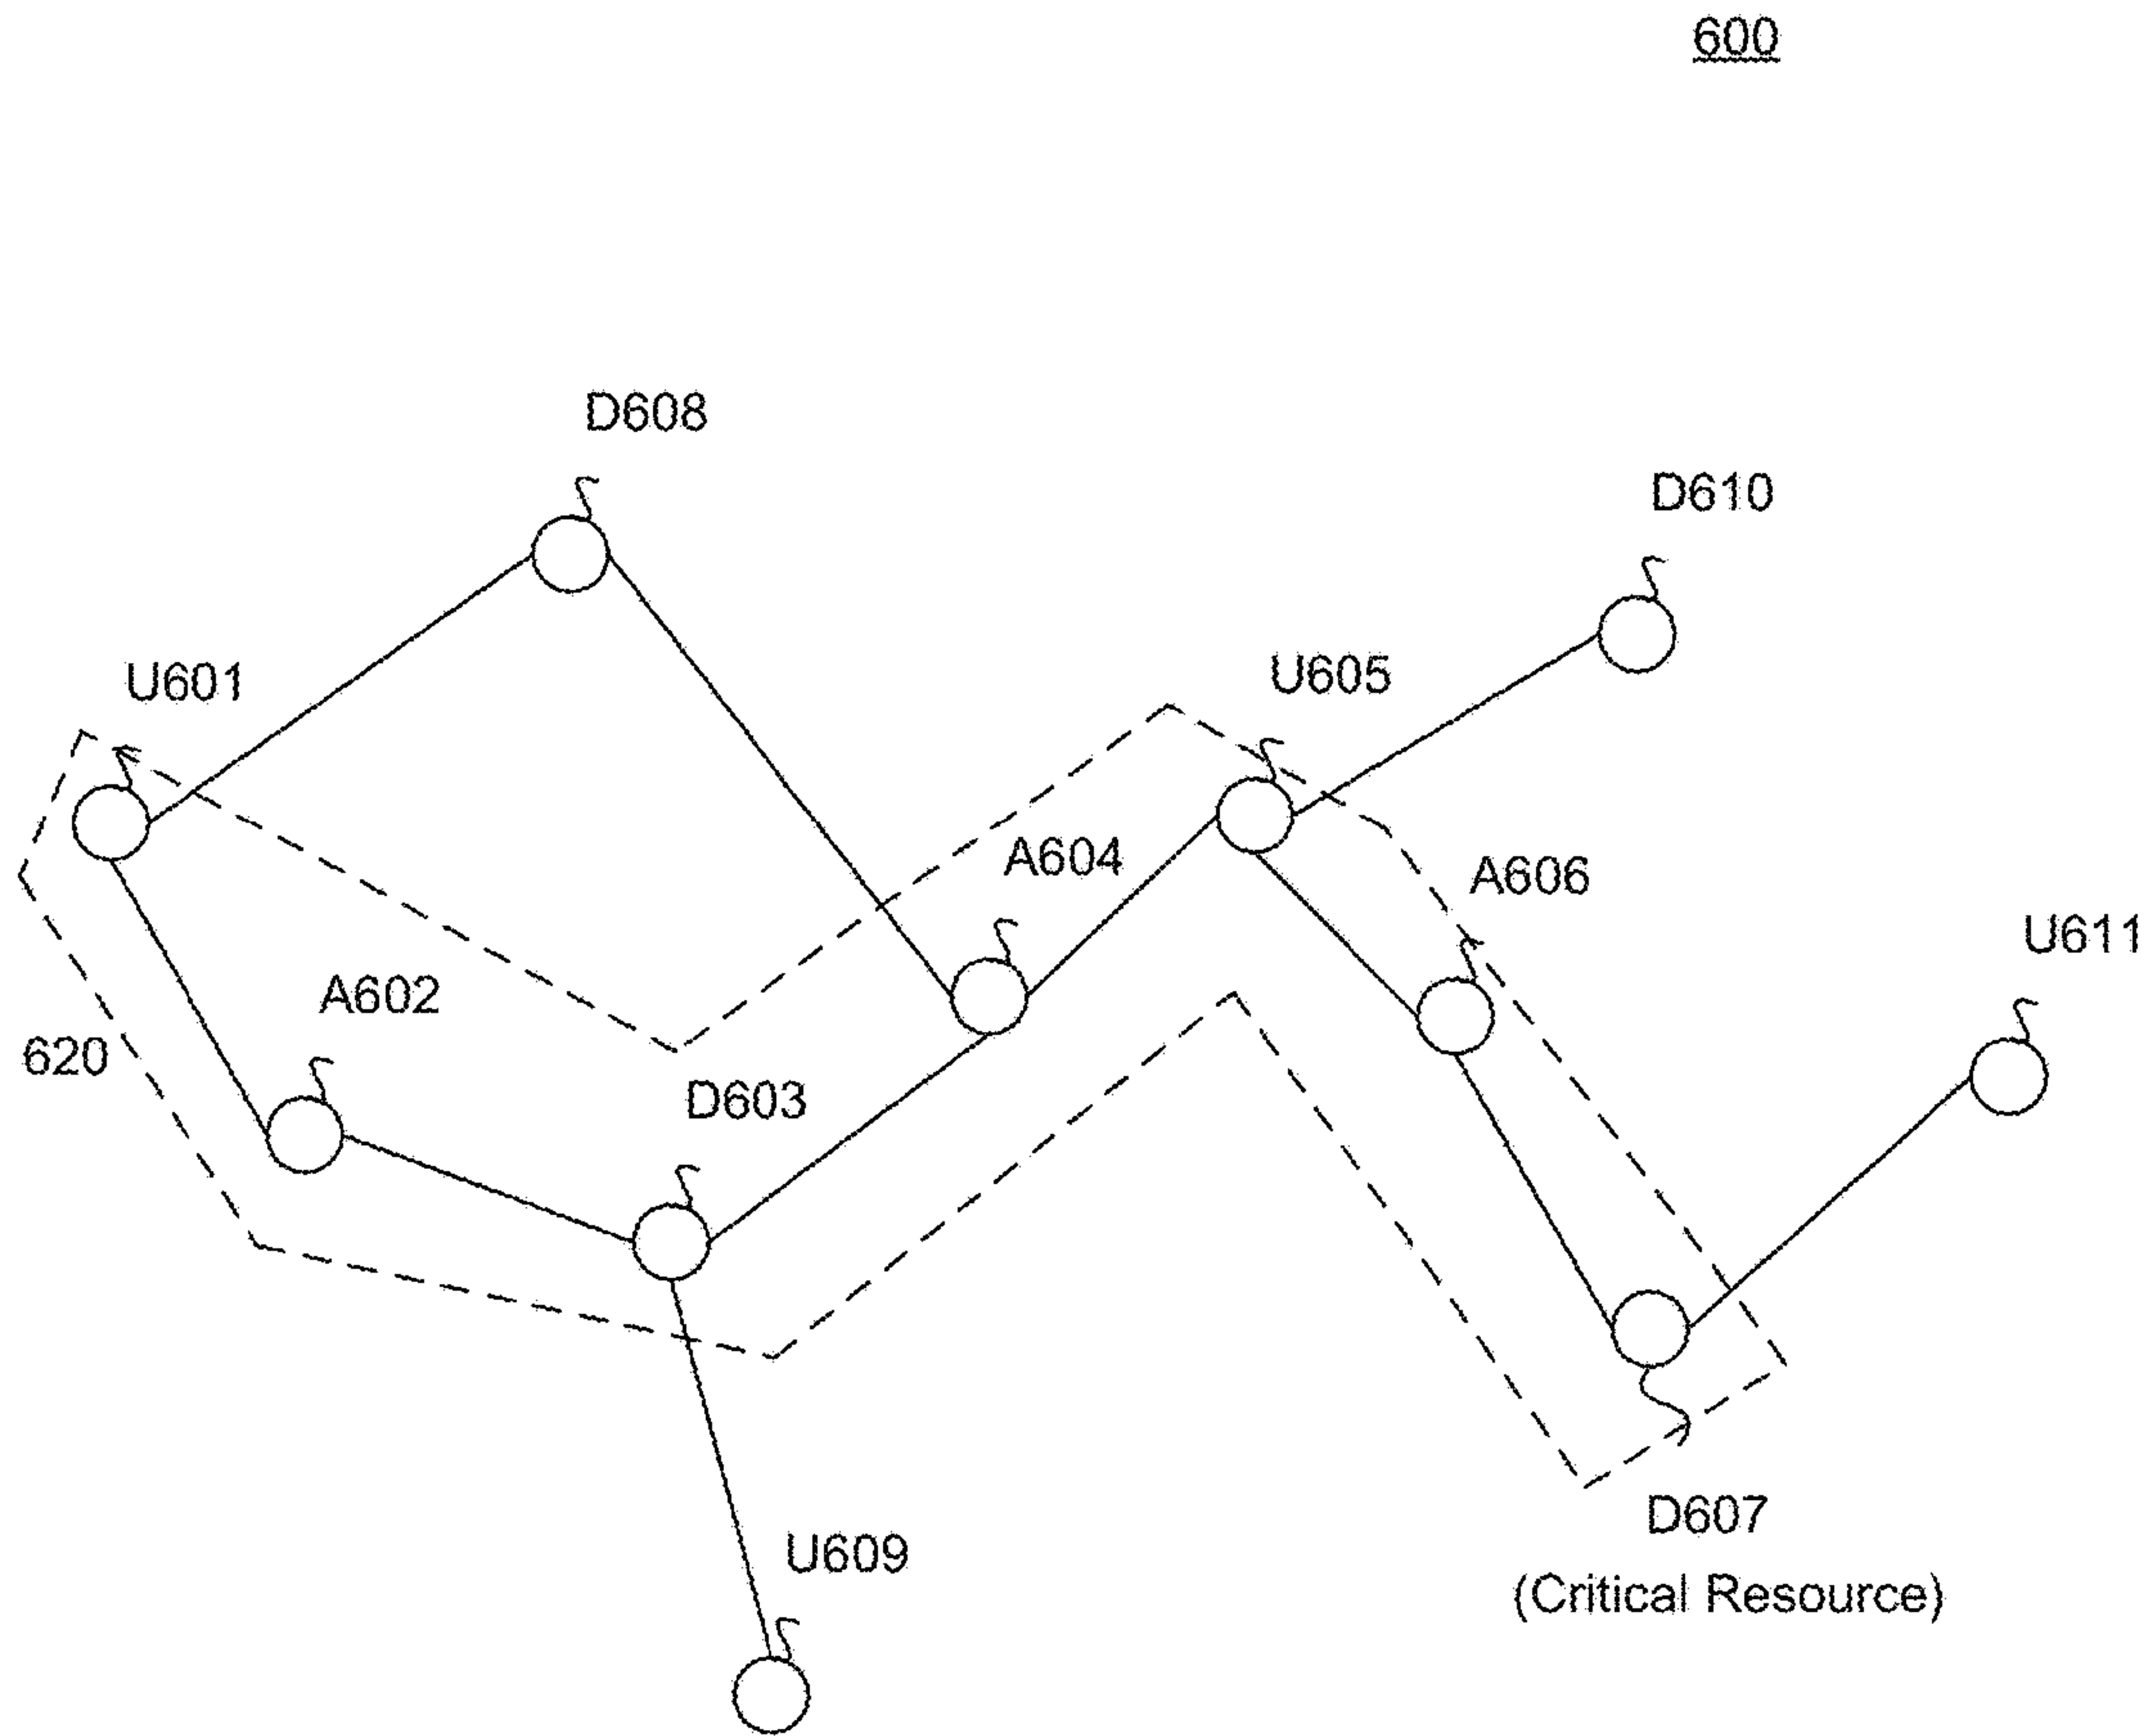 600
D608
D610
U601
U605
A604
A606
U611
A602
620
D603
D607
(Critical Resource)
U609